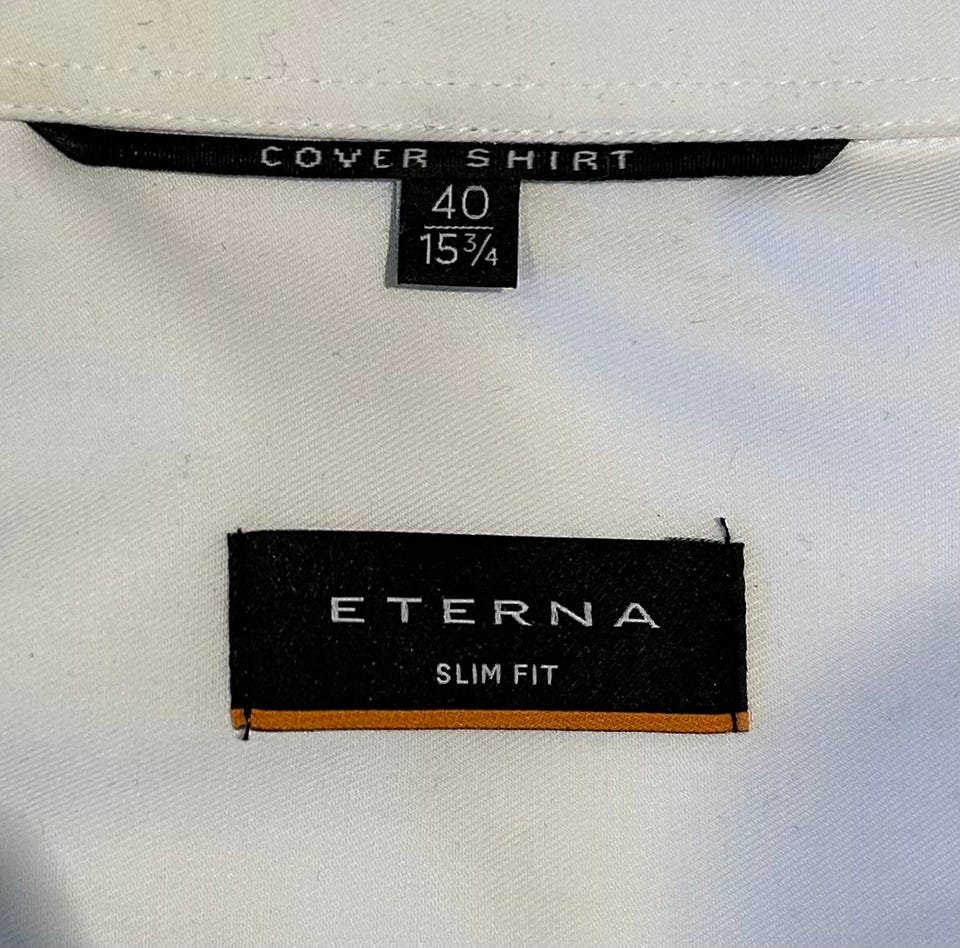 COVER SHIRT
40
15¾
ETERNA
SLIM FIT